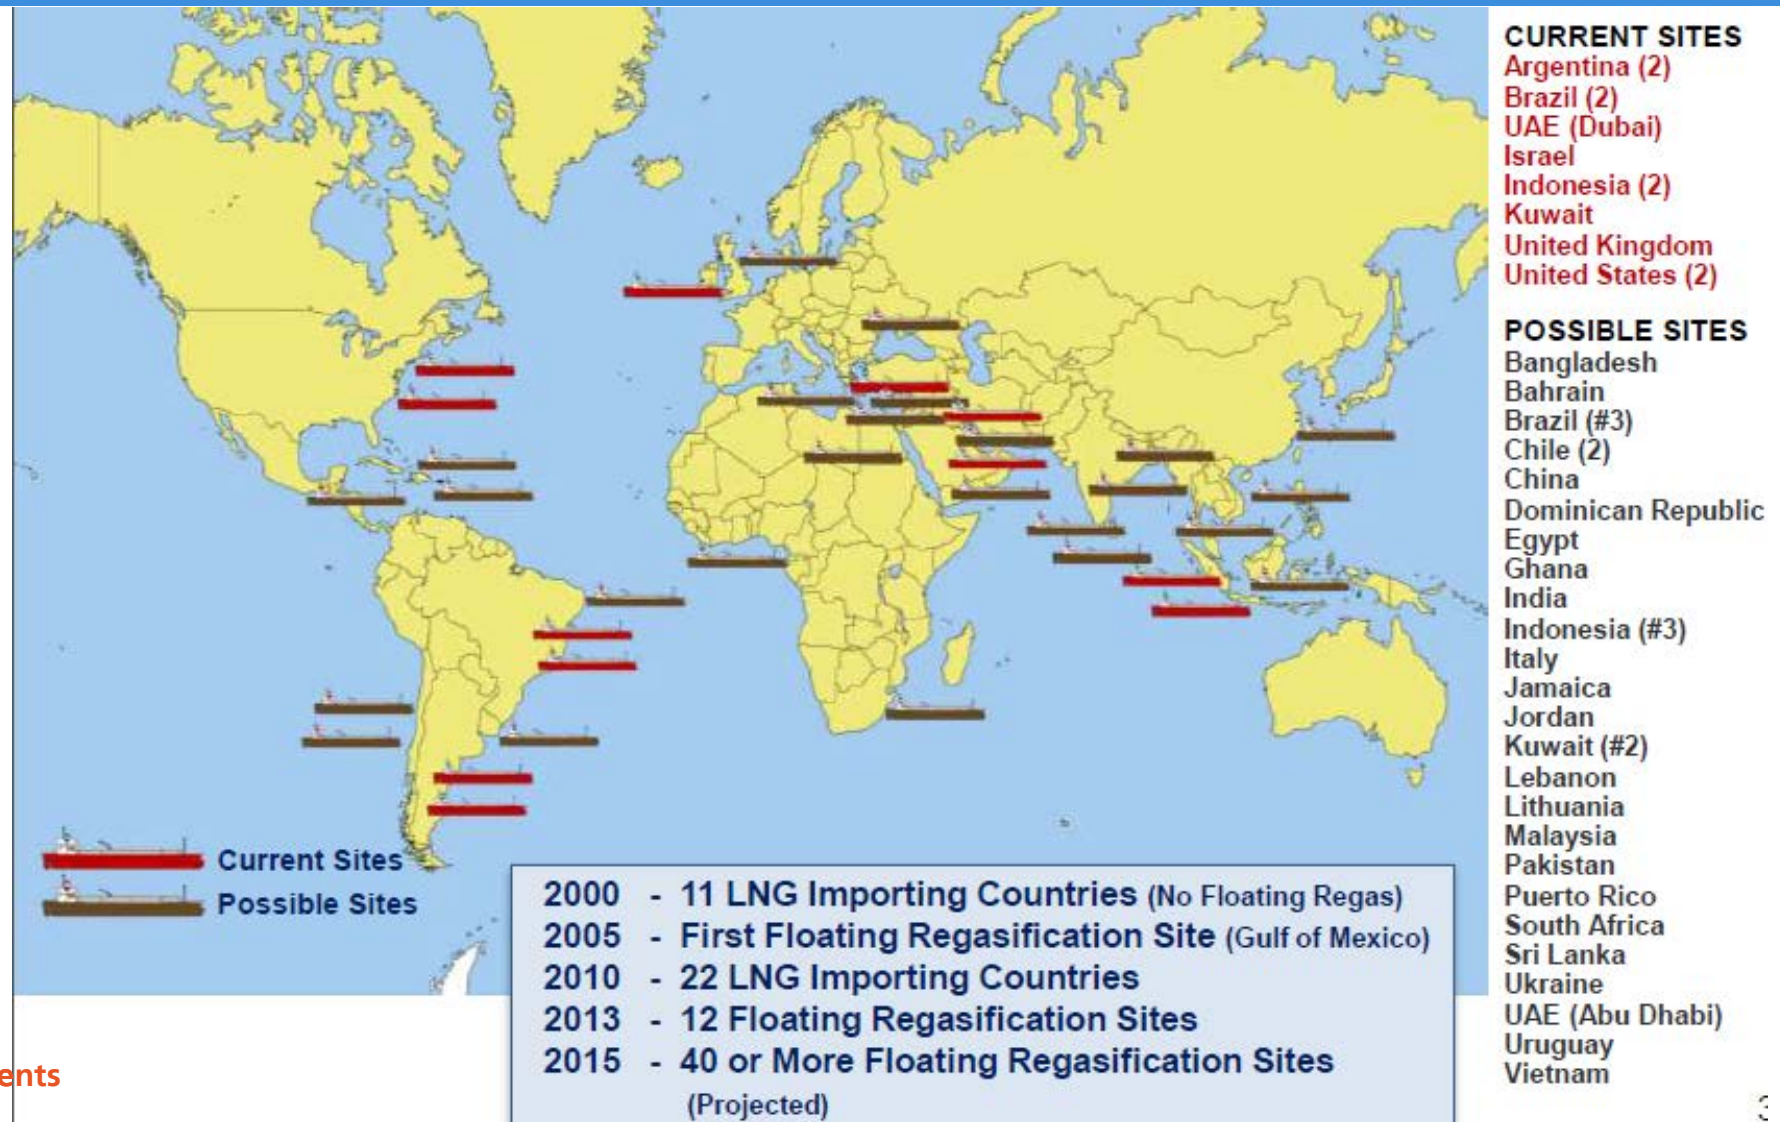 CURRENT SITES
Argentina (2)
Brazil (2)
UAE (Dubai)
Israel
Indonesia (2)
Kuwait
United Kingdom
United States (2)
POSSIBLE SITES
Bangladesh
Bahrain
Brazil (#3)
Chile (2)
China
Dominican Republic
Egypt
Ghana
India
Indonesia (#3)
Italy
Jamaica
Jordan
Kuwait (#2)
Lebanon
Lithuania
Malaysia
Pakistan
Puerto Rico
South Africa
Sri Lanka
Ukraine
UAE (Abu Dhabi)
Uruguay
Vietnam
Current Sites
Possible Sites
2000 - 11 LNG Importing Countries (No Floating Regas)
2005 - First Floating Regasification Site (Gulf of Mexico)
2010 - 22 LNG Importing Countries
2013 - 12 Floating Regasification Sites
2015 - 40 or More Floating Regasification Sites
(Projected)
ents